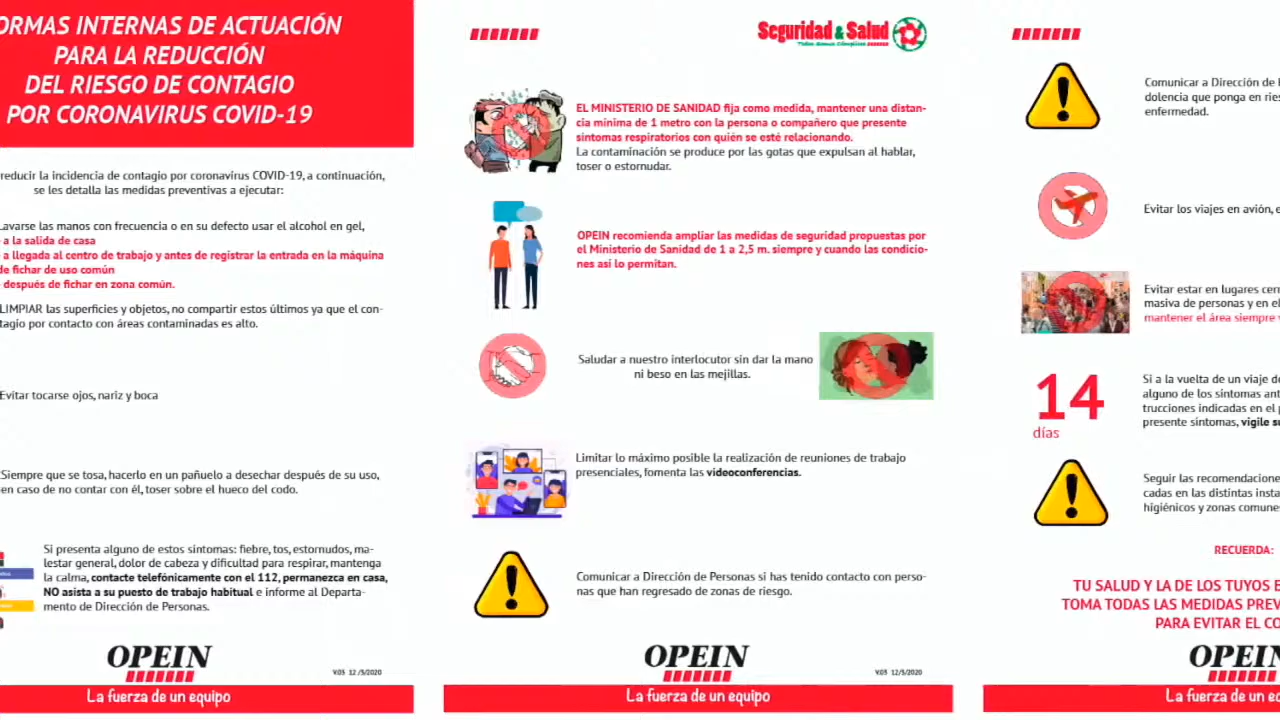 ORMAS INTERNAS DE ACTUACIÓN
PARA LA REDUCCIÓN
DEL RIESGO DE CONTAGIO
POR CORONAVIRUS COVID-19
reducir la incidencia de contagio por coronavirus COVID-19, a continuación,
se les detalla las medidas preventivas a ejecutar:
Lavarse las manos con frecuencia o en su defecto usar el alcohol en gel,
- a la salida de casa
- a llegada al centro de trabajo y antes de registrar la entrada en la máquina
de fichar de uso común
- después de fichar en zona común.
LIMPIAR las superficies y objetos, no compartir estos últimos ya que el con-
tagio por contacto con áreas contaminadas es alto.
Evitar tocarse ojos, nariz y boca
Siempre que se tosa, hacerlo en un pañuelo a desechar después de su uso,
en caso de no contar con él, toser sobre el hueco del codo.
Si presenta alguno de estos síntomas: fiebre, tos, estornudos, ma-
lestar general, dolor de cabeza y dificultad para respirar, mantenga
la calma, contacte telefónicamente con el 112, permanezca en casa,
NO asista a su puesto de trabajo habitual e informe al Departa-
mento de Dirección de Personas.
OPEIN
V.03 12/5/2020
La fuerza de un equipo
Seguridad & Salud
Todos Somos Cómplices
EL MINISTERIO DE SANIDAD fija como medida, mantener una distan-
cia mínima de 1 metro con la persona o compañero que presente
síntomas respiratorios con quién se esté relacionando.
La contaminación se produce por las gotas que expulsan al hablar,
toser o estornudar.
OPEIN recomienda ampliar las medidas de seguridad propuestas por
el Ministerio de Sanidad de 1 a 2,5 m. siempre y cuando las condicio-
nes así lo permitan.
Saludar a nuestro interlocutor sin dar la mano
ni beso en las mejillas.
Limitar lo máximo posible la realización de reuniones de trabajo
presenciales, fomenta las videoconferencias.
Comunicar a Dirección de Personas si has tenido contacto con perso-
nas que han regresado de zonas de riesgo.
OPEIN
V.03 12/5/2020
La fuerza de un equipo
Comunicar a Dirección de
dolencia que ponga en ries
enfermedad.
Evitar los viajes en avión, e
Evitar estar en lugares cer
masiva de personas y en el
mantener el área siempre
14
días
Si a la vuelta de un viaje de
alguno de los síntomas ant
trucciones indicadas en el
presente síntomas, vigile su
Seguir las recomendacione
cadas en las distintas insta
higiénicos y zonas comune
RECUERDA:
TU SALUD Y LA DE LOS TUYOS E
TOMA TODAS LAS MEDIDAS PREV
PARA EVITAR EL CO
OPEIN
La fuerza de un e